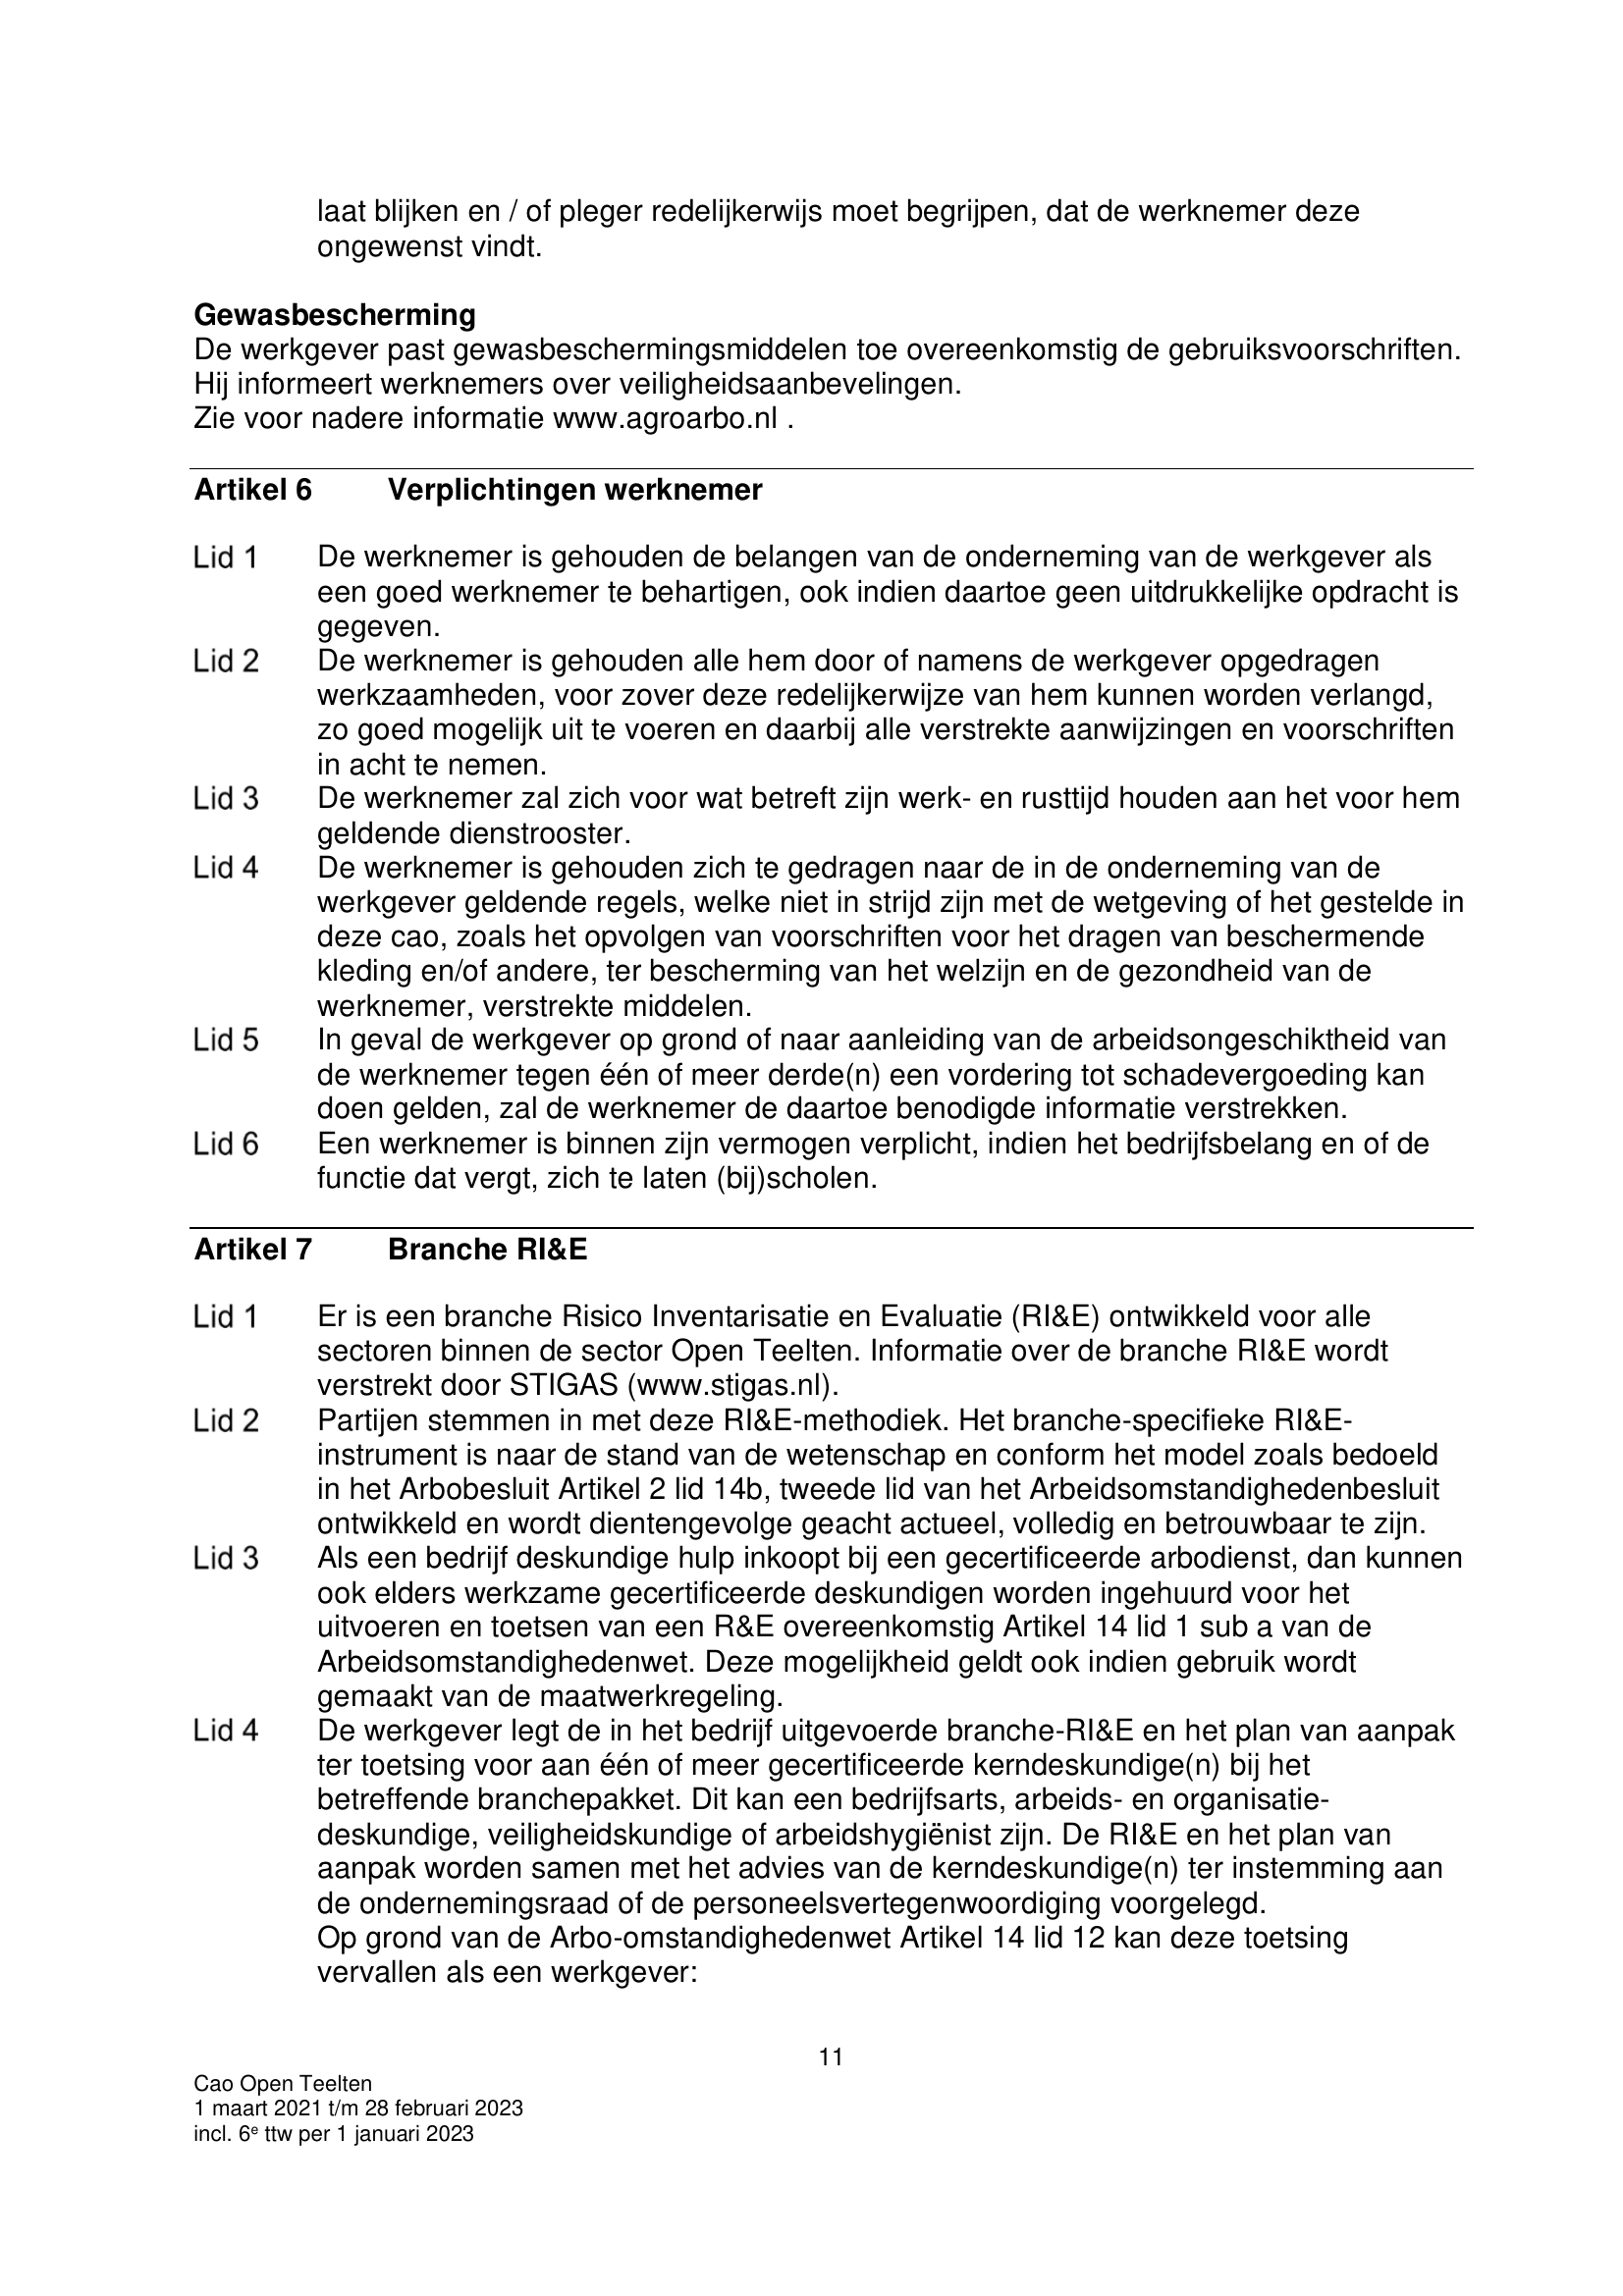 laat blijken en / of pleger redelijkerwijs moet begrijpen, dat de werknemer deze
ongewenst vindt.
Gewasbescherming
De werkgever past gewasbeschermingsmiddelen toe overeenkomstig de gebruiksvoorschriften.
Hij informeert werknemers over veiligheidsaanbevelingen.
Zie voor nadere informatie www.agroarbo.nl .
Artikel 6 Verplichtingen werknemer
Lid 1 De werknemer is gehouden de belangen van de onderneming van de werkgever als
een goed werknemer te behartigen, ook indien daartoe geen uitdrukkelijke opdracht is
gegeven.
Lid 2 De werknemer is gehouden alle hem door of namens de werkgever opgedragen
werkzaamheden, voor zover deze redelijkerwijze van hem kunnen worden verlangd,
zo goed mogelijk uit te voeren en daarbij alle verstrekte aanwijzingen en voorschriften
in acht te nemen.
Lid 3 De werknemer zal zich voor wat betreft zijn werk- en rusttijd houden aan het voor hem
geldende dienstrooster.
Lid 4 De werknemer is gehouden zich te gedragen naar de in de onderneming van de
werkgever geldende regels, welke niet in strijd zijn met de wetgeving of het gestelde in
deze cao, zoals het opvolgen van voorschriften voor het dragen van beschermende
kleding en/of andere, ter bescherming van het welzijn en de gezondheid van de
werknemer, verstrekte middelen.
Lid 5 In geval de werkgever op grond of naar aanleiding van de arbeidsongeschiktheid van
de werknemer tegen één of meer derde(n) een vordering tot schadevergoeding kan
doen gelden, zal de werknemer de daartoe benodigde informatie verstrekken.
Lid 6 Een werknemer is binnen zijn vermogen verplicht, indien het bedrijfsbelang en of de
functie dat vergt, zich te laten (bij)scholen.
Artikel 7 Branche RI&E
Lid 1 Er is een branche Risico Inventarisatie en Evaluatie (RI&E) ontwikkeld voor alle
sectoren binnen de sector Open Teelten. Informatie over de branche RI&E wordt
verstrekt door STIGAS (www.stigas.nl).
Lid 2 Partijen stemmen in met deze RI&E-methodiek. Het branche-specifieke RI&E-
instrument is naar de stand van de wetenschap en conform het model zoals bedoeld
in het Arbobesluit Artikel 2 lid 14b, tweede lid van het Arbeidsomstandighedenbesluit
ontwikkeld en wordt dientengevolge geacht actueel, volledig en betrouwbaar te zijn.
Lid 3 Als een bedrijf deskundige hulp inkoopt bij een gecertificeerde arbodienst, dan kunnen
ook elders werkzame gecertificeerde deskundigen worden ingehuurd voor het
uitvoeren en toetsen van een R&E overeenkomstig Artikel 14 lid 1 sub a van de
Arbeidsomstandighedenwet. Deze mogelijkheid geldt ook indien gebruik wordt
gemaakt van de maatwerkregeling.
Lid 4 De werkgever legt de in het bedrijf uitgevoerde branche-RI&E en het plan van aanpak
ter toetsing voor aan één of meer gecertificeerde kerndeskundige(n) bij het
betreffende branchepakket. Dit kan een bedrijfsarts, arbeids- en organisatie-
deskundige, veiligheidskundige of arbeidshygiënist zijn. De RI&E en het plan van
aanpak worden samen met het advies van de kerndeskundige(n) ter instemming aan
de ondernemingsraad of de personeelsvertegenwoordiging voorgelegd.
Op grond van de Arbo-omstandighedenwet Artikel 14 lid 12 kan deze toetsing
vervallen als een werkgever:
11
Cao Open Teelten
1 maart 2021 t/m 28 februari 2023
incl. 6e ttw per 1 januari 2023